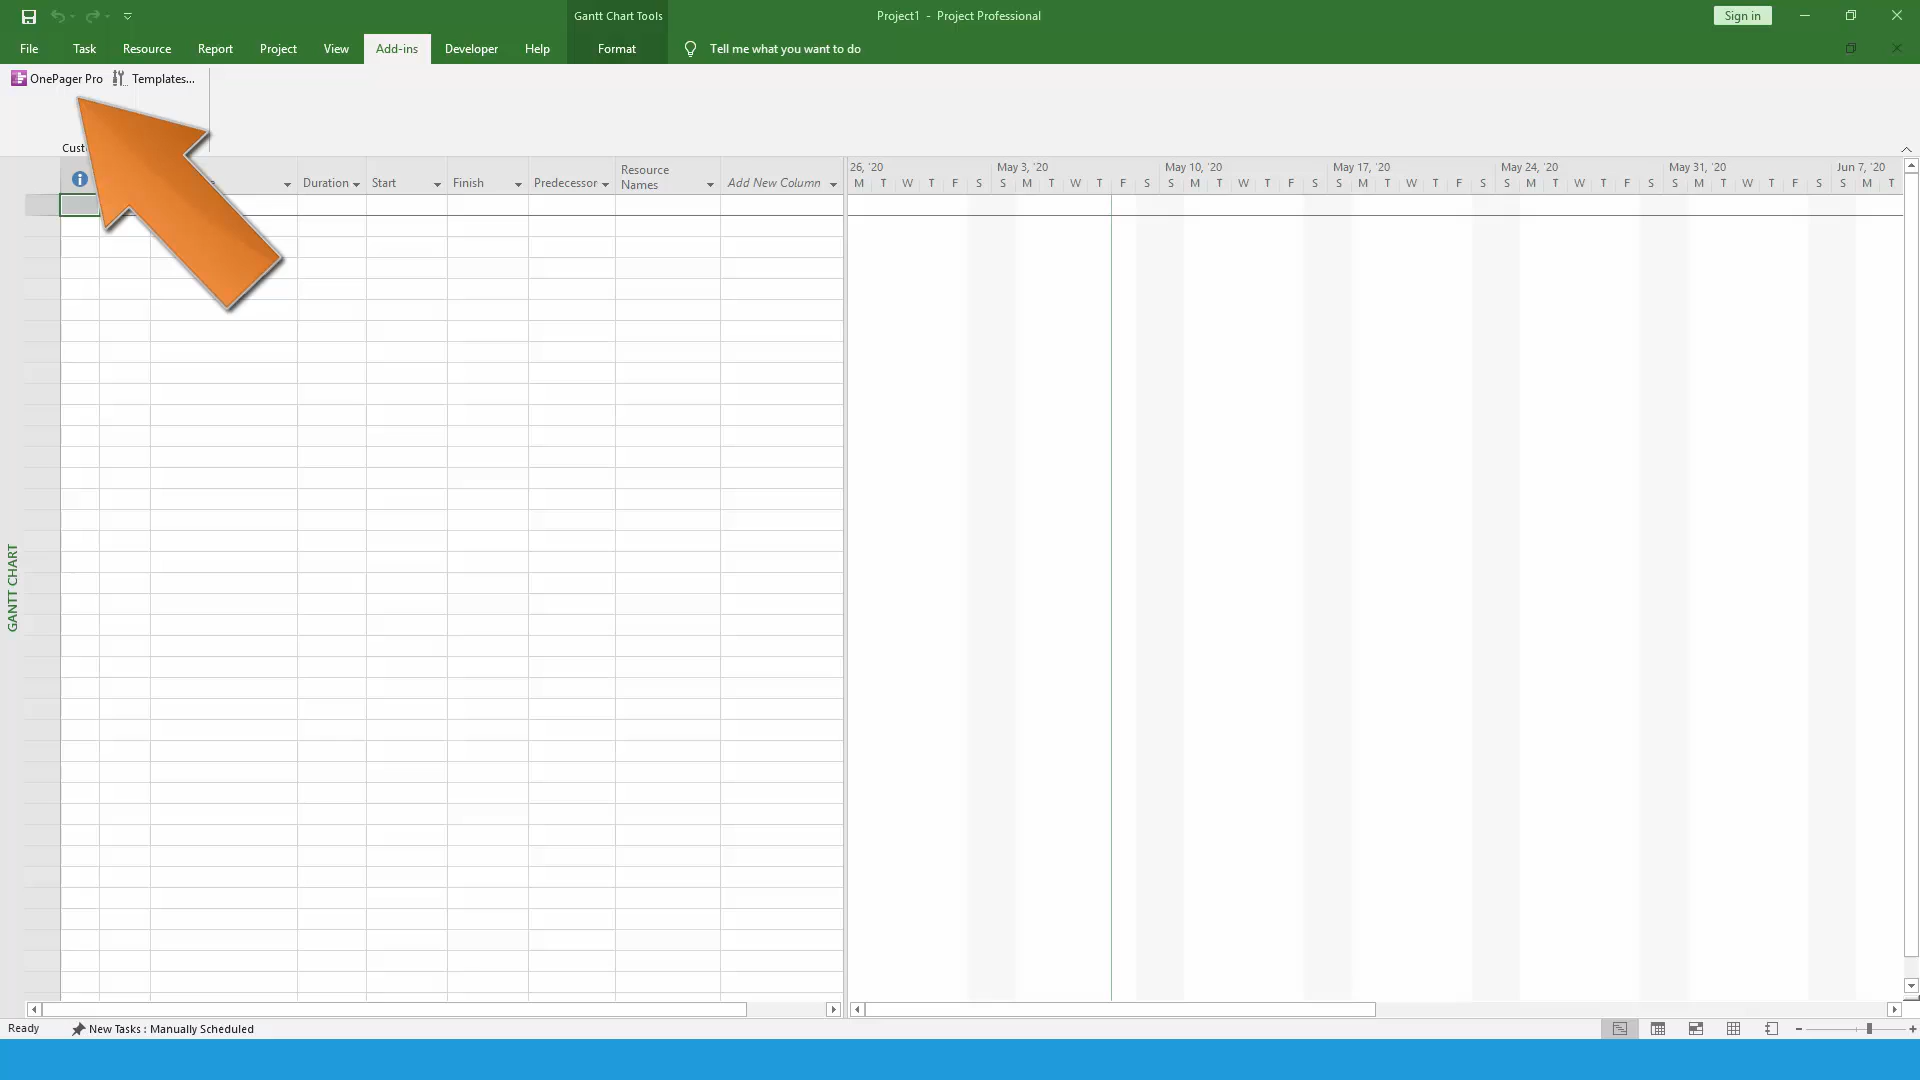 Gantt Chart Tools
Project1 - Project Professional
Sign in
File Task Resource Report Project View Add-ins Developer Help Format Tell me what you want to do
OnePager Pro Templates...
Resource Names
Duration Start Finish Predecessor Add New Column
26, '20 May 3, '20 May 10, '20 May 17, '20 May 24, '20 May 31, '20 Jun 7, '20
M T W T F S S M T W T F S S M T W T F S S M T W T F S S M T W T F S S M T W T F S S M T
GANTT CHART
Ready New Tasks : Manually Scheduled